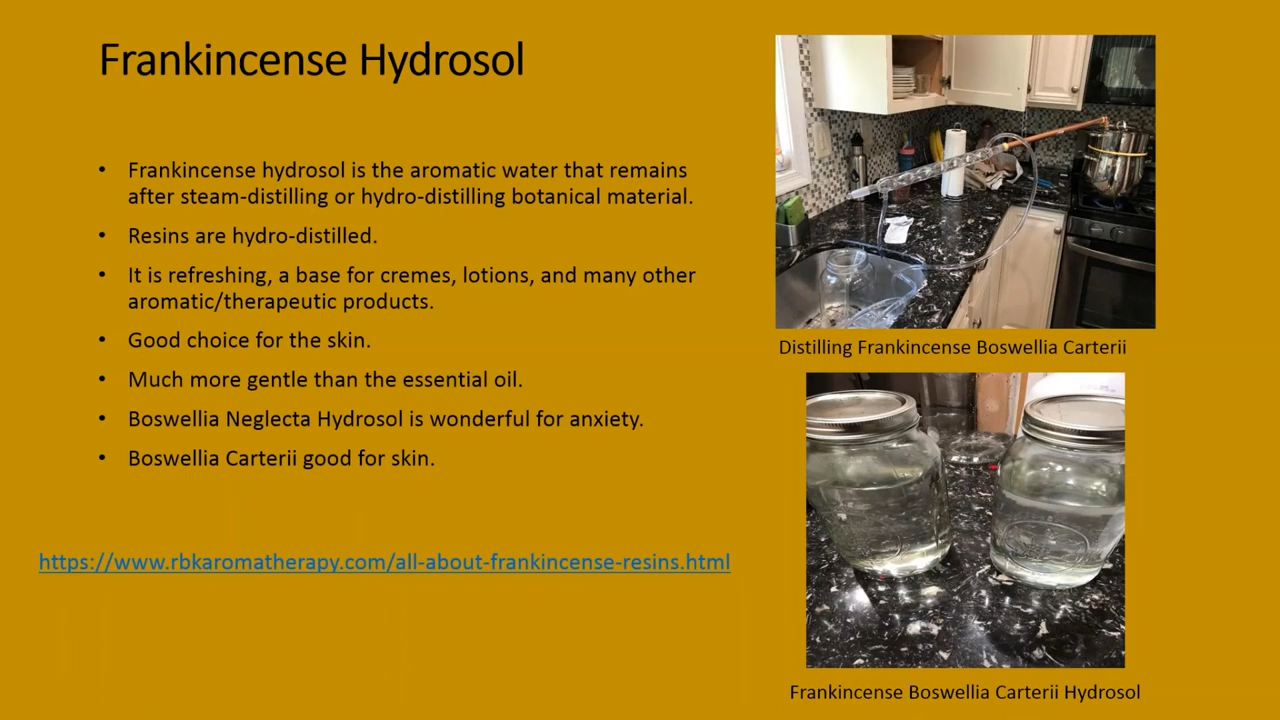 Frankincense Hydrosol
• Frankincense hydrosol is the aromatic water that remains
after steam-distilling or hydro-distilling botanical material.
• Resins are hydro-distilled.
• It is refreshing, a base for cremes, lotions, and many other
aromatic/therapeutic products.
• Good choice for the skin.
• Much more gentle than the essential oil.
• Boswellia Neglecta Hydrosol is wonderful for anxiety.
• Boswellia Carterii good for skin.
https://www.rbkaromatherapy.com/all-about-frankincense-resins.html
Distilling Frankincense Boswellia Carterii
Frankincense Boswellia Carterii Hydrosol